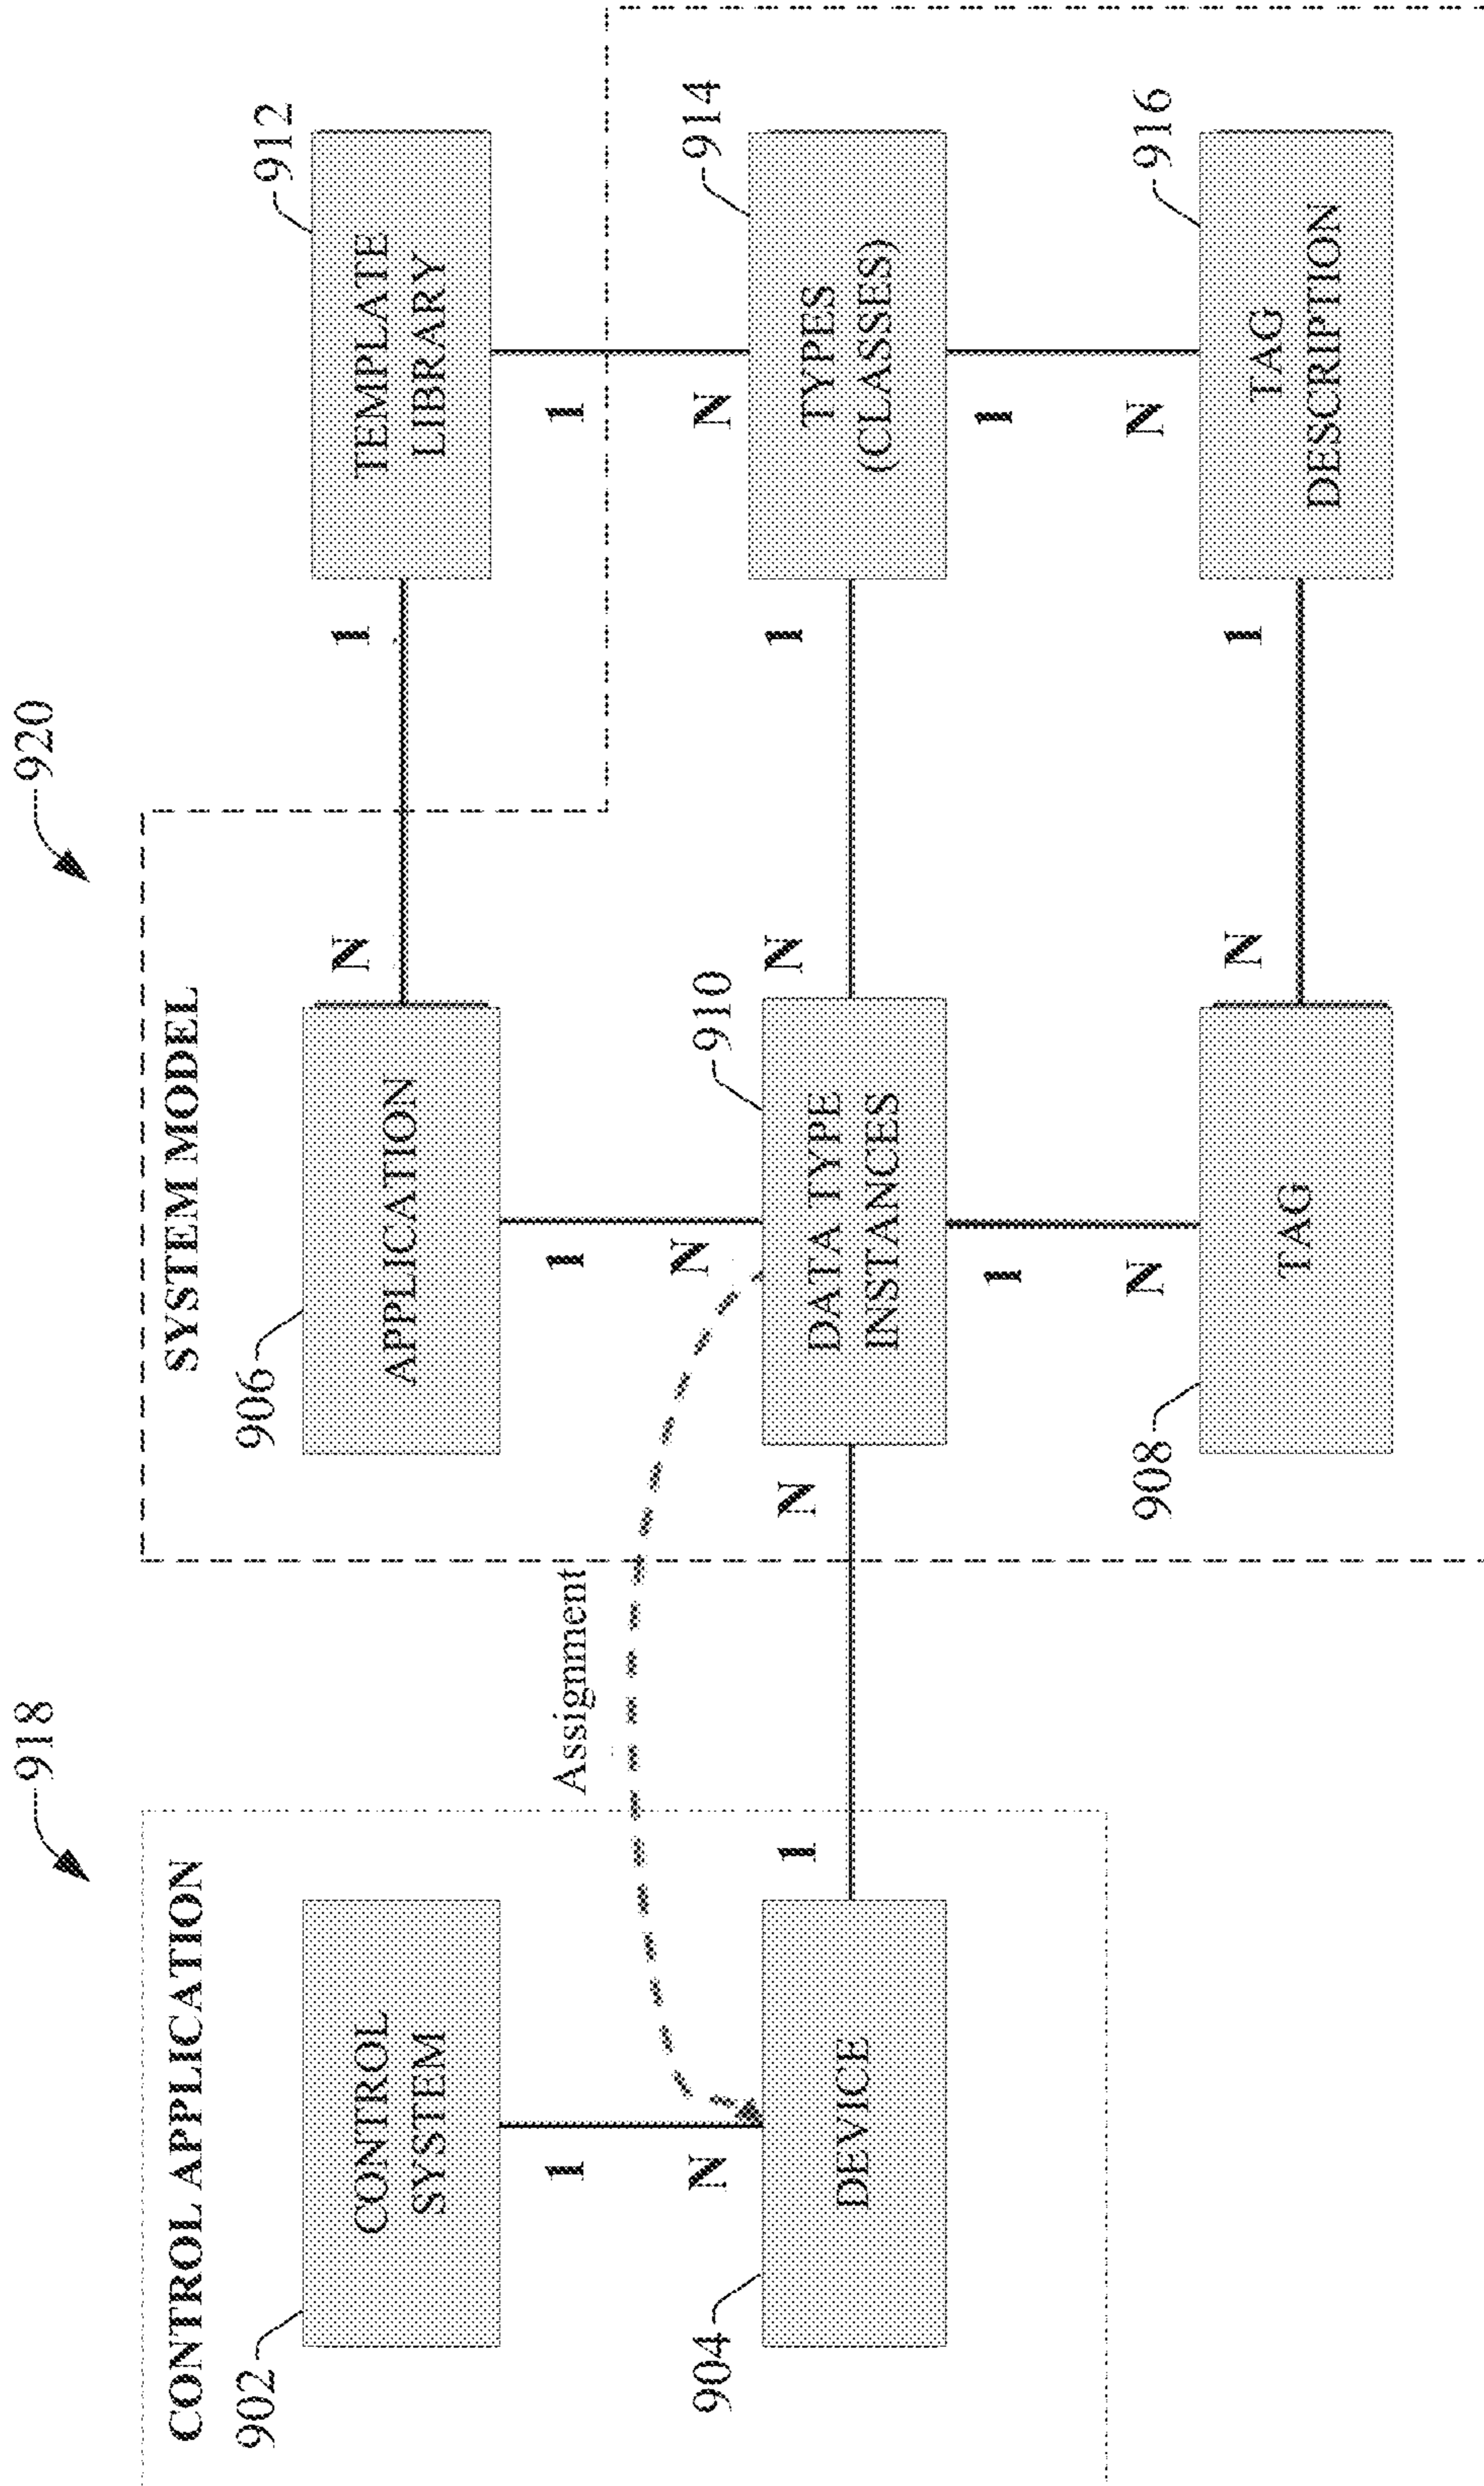 918
920
CONTROL APPLICATION
SYSTEM MODEL
902
CONTROL
SYSTEM
906
APPLICATION
N
1
912
TEMPLATE
LIBRARY
1
N
Assignment
1
N
1
N
904
DEVICE
1
N
910
DATA TYPE
INSTANCES
N
1
914
TYPES
(CLASSES)
1
N
1
N
908
TAG
N
1
916
TAG
DESCRIPTION